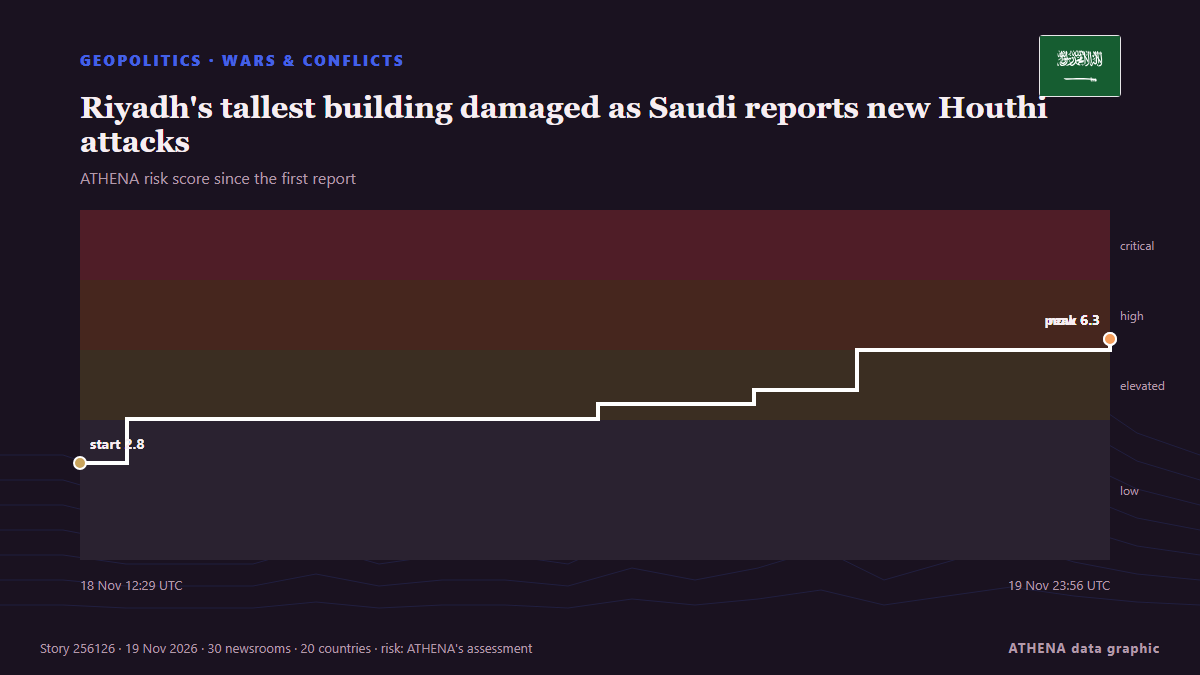 GEOPOLITICS · WARS & CONFLICTS
Riyadh's tallest building damaged as Saudi reports new Houthi
attacks
ATHENA risk score since the first report
critical
high
6.3
elevated
start 2.8
low
18 Nov 12:29 UTC
19 Nov 23:56 UTC
Story 256126 · 19 Nov 2026 · 30 newsrooms · 20 countries · risk: ATHENA's assessment
ATHENA data graphic